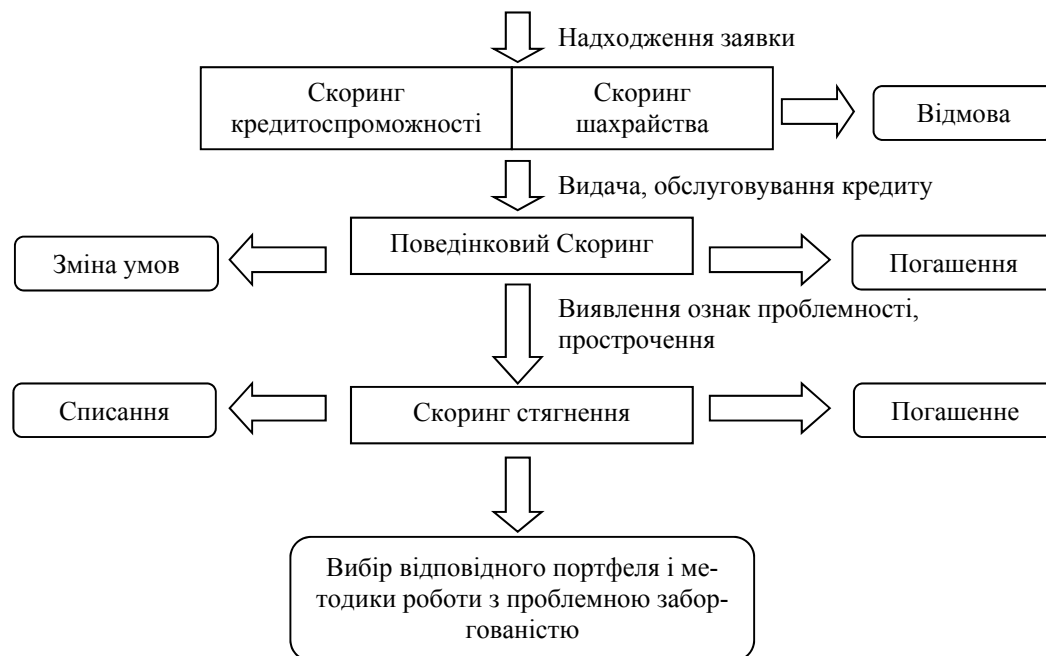 Надходження заявки
Скоринг
кредитоспроможності
Скоринг
шахрайства
Відмова
Видача, обслуговування кредиту
Зміна умов
Поведінковий Скоринг
Погашення
Виявлення ознак проблемності,
прострочення
Списання
Скоринг стягнення
Погашенне
Вибір відповідного портфеля і ме-
тодики роботи з проблемною забор-
гованістю